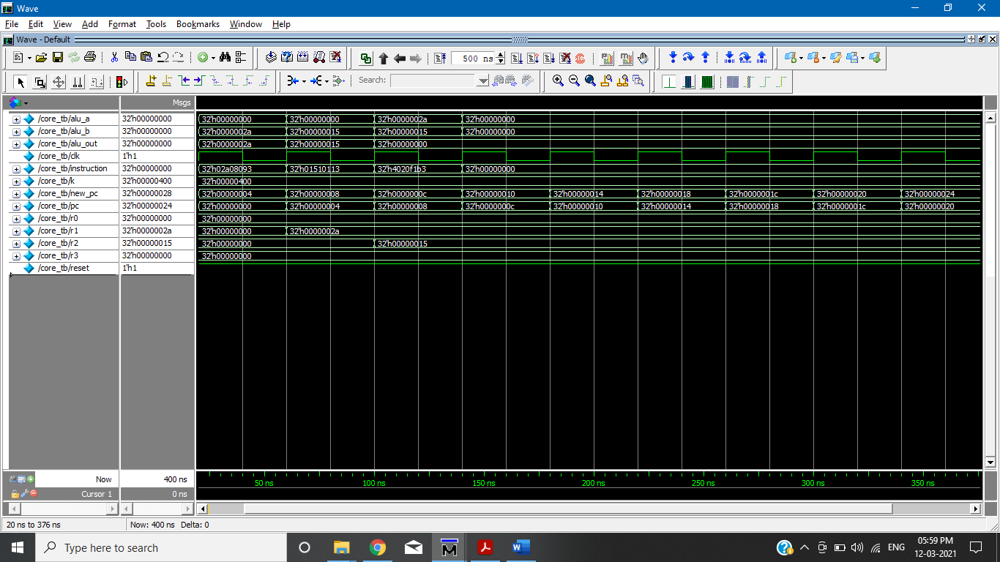 Wave
File Edit View Add Format Tools Bookmarks Window Help
Wave - Default
500 ns
Search:
Msgs
/core_tb/alu_a 32'h00000000 32'h00000000 32'h00000000 32'h0000002a 32'h00000000
/core_tb/alu_b 32'h00000000 32'h0000002a 32'h00000015 32'h00000015 32'h00000000
/core_tb/alu_out 32'h00000000 32'h0000002a 32'h00000015 32'h00000000
/core_tb/clk 1'h1
/core_tb/instruction 32'h00000000 32'h02a08093 32'h01510113 32'h4020f1b3 32'h00000000
/core_tb/k 32'h00000400 32'h00000400
/core_tb/new_pc 32'h00000028 32'h00000004 32'h00000008 32'h0000000c 32'h00000010 32'h00000014 32'h00000018 32'h0000001c 32'h00000020 32'h00000024
/core_tb/pc 32'h00000024 32'h00000000 32'h00000004 32'h00000008 32'h0000000c 32'h00000010 32'h00000014 32'h00000018 32'h0000001c 32'h00000020
/core_tb/r0 32'h00000000 32'h00000000
/core_tb/r1 32'h0000002a 32'h00000000 32'h0000002a
/core_tb/r2 32'h00000015 32'h00000000 32'h00000015
/core_tb/r3 32'h00000000 32'h00000000
/core_tb/reset 1'h1
Now 400 ns 50 ns 100 ns 150 ns 200 ns 250 ns 300 ns 350 ns
Cursor 1 0 ns
20 ns to 376 ns Now: 400 ns Delta: 0
Type here to search
ENG
05:59 PM
12-03-2021